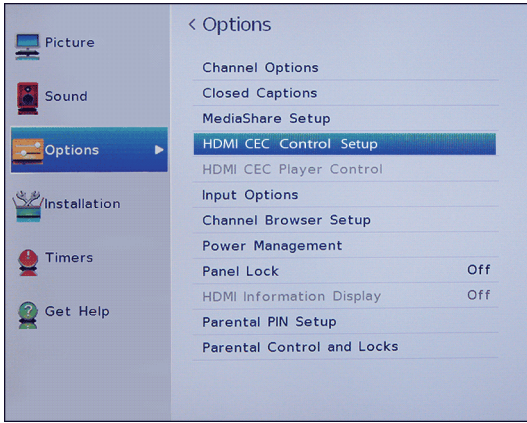 Picture
Sound
Options
Installation
Timers
Get Help
< Options
Channel Options
Closed Captions
MediaShare Setup
HDMI CEC Control Setup
HDMI CEC Player Control
Input Options
Channel Browser Setup
Power Management
Panel Lock Off
HDMI Information Display Off
Parental PIN Setup
Parental Control and Locks